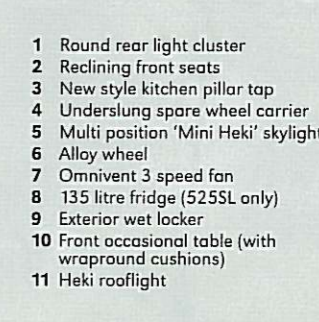 1 Round rear light cluster
2 Reclining front seats
3 New style kitchen pillar tap
4 Underslung spare wheel carrier
5 Multi position 'Mini Heki' skylight
6 Alloy wheel
7 Omnivent 3 speed fan
8 135 litre fridge (525SL only)
9 Exterior wet locker
10 Front occasional table (with
wrapround cushions)
11 Heki rooflight